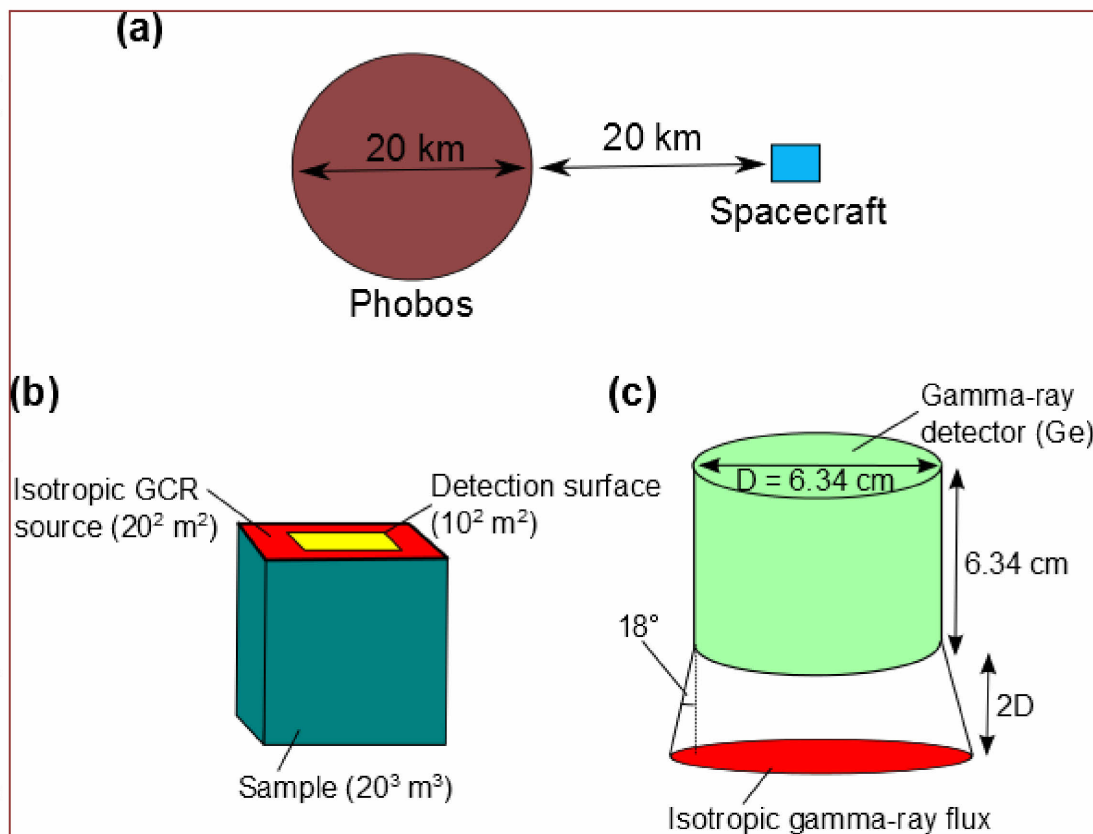 (a)
20 km
20 km
Spacecraft
Phobos
(b)
Isotropic GCR
source (20² m²)
Detection surface
(10² m²)
Sample (20³ m³)
(c)
Gamma-ray
detector (Ge)
D = 6.34 cm
6.34 cm
18°
2D
Isotropic gamma-ray flux